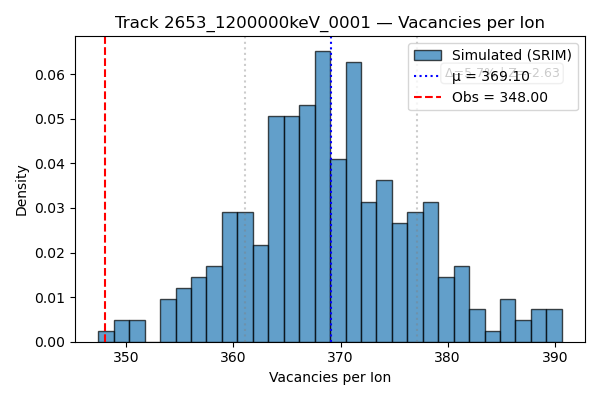 Track 2653_1200000keV_0001 — Vacancies per Ion
Simulated (SRIM)
μ = 369.10
Obs = 348.00
Density
0.06
0.05
0.04
0.03
0.02
0.01
0.00
350
360
370
380
390
Vacancies per Ion